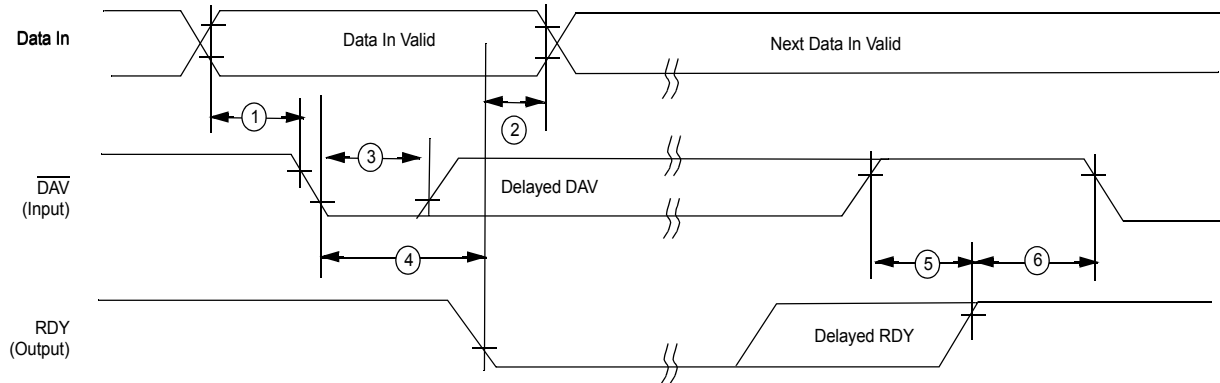 Data In
Data In Valid
Next Data In Valid
1
2
3
DAV
(Input)
Delayed DAV
4
5
6
RDY
(Output)
Delayed RDY